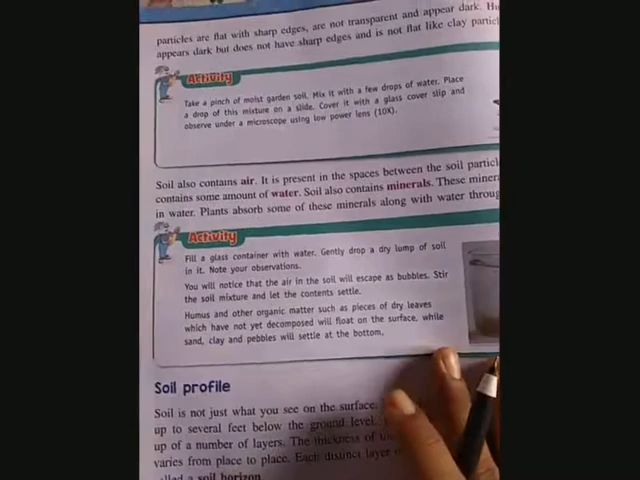 particles are flat with sharp edges, are not transparent and appear dark. Hu
appears dark but does not have sharp edges and is not flat like clay partic
Activity
Take a pinch of moist garden soil. Mix it with a few drops of water. Place
a drop of this mixture on a slide. Cover it with a glass cover slip and
observe under a microscope using low power lens (10X).
Soil also contains air. It is present in the spaces between the soil particl
contains some amount of water. Soil also contains minerals. These minera
in water. Plants absorb some of these minerals along with water throug
Activity
Fill a glass container with water. Gently drop a dry lump of soil
in it. Note your observations.
You will notice that the air in the soil will escape as bubbles. Stir
the soil mixture and let the contents settle.
Humus and other organic matter such as pieces of dry leaves
which have not yet decomposed will float on the surface, while
sand, clay and pebbles will settle at the bottom.
Soil profile
Soil is not just what you see on the surface.
up to several feet below the ground level.
up of a number of layers. The thickness of
varies from place to place. Each distinct layer
called a soil horizon.